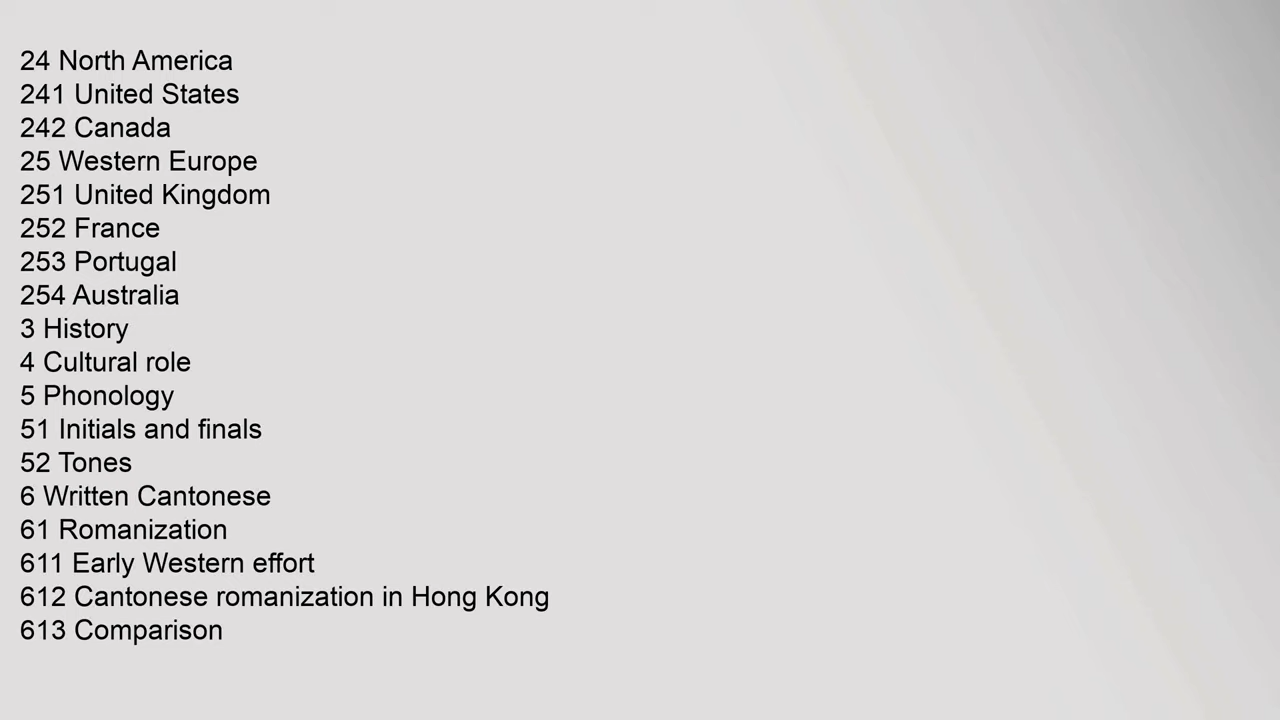 24 North America
241 United States
242 Canada
25 Western Europe
251 United Kingdom
252 France
253 Portugal
254 Australia
3 History
4 Cultural role
5 Phonology
51 Initials and finals
52 Tones
6 Written Cantonese
61 Romanization
611 Early Western effort
612 Cantonese romanization in Hong Kong
613 Comparison